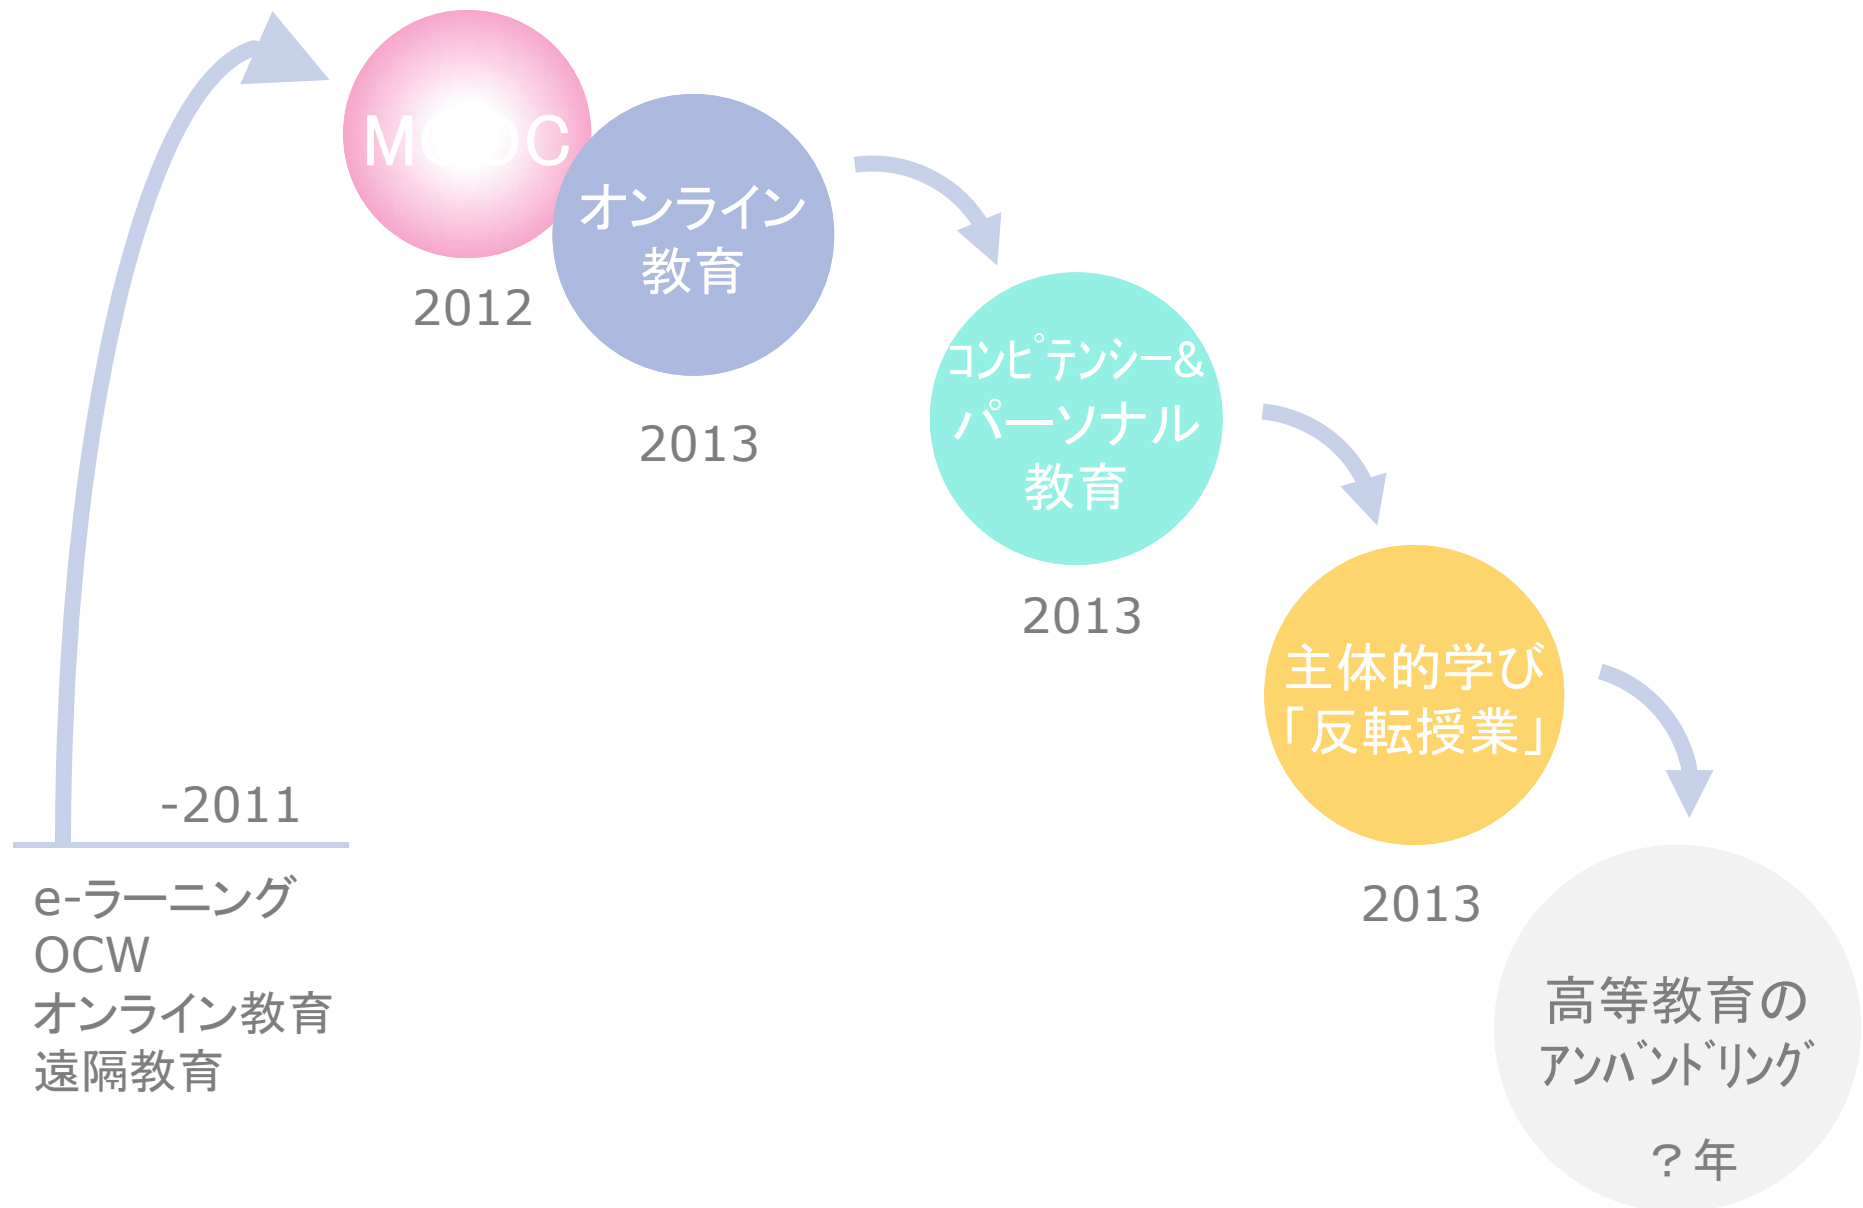 MOOC
2012
オンライン
教育
2013
コンピテンシー&
パーソナル
教育
2013
主体的学び
「反転授業」
2013
高等教育の
アンバンドリング
？年
-2011
e-ラーニング
OCW
オンライン教育
遠隔教育